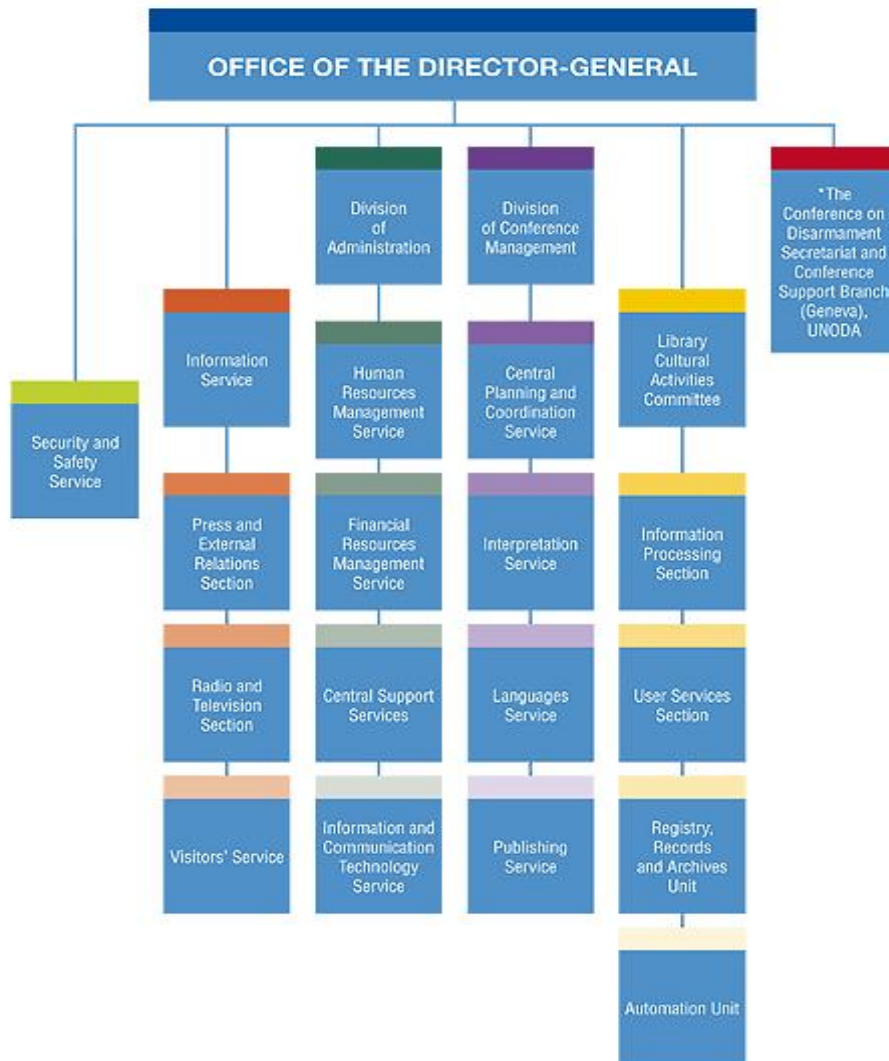 OFFICE OF THE DIRECTOR-GENERAL
Security and
Safety
Service
Information
Service
Press and
External
Relations
Section
Radio and
Television
Section
Visitors' Service
Division
of
Administration
Human
Resources
Management
Service
Financial
Resources
Management
Service
Central Support
Services
Information and
Communication
Technology
Service
Division
of Conference
Management
Central
Planning and
Coordination
Service
Interpretation
Service
Languages
Service
Publishing
Service
Library
Cultural
Activities
Committee
Information
Processing
Section
User Services
Section
Registry,
Records
and Archives
Unit
Automation Unit
*The
Conference on
Disarmament
Secretariat and
Conference
Support Branch
(Geneva),
UNODA